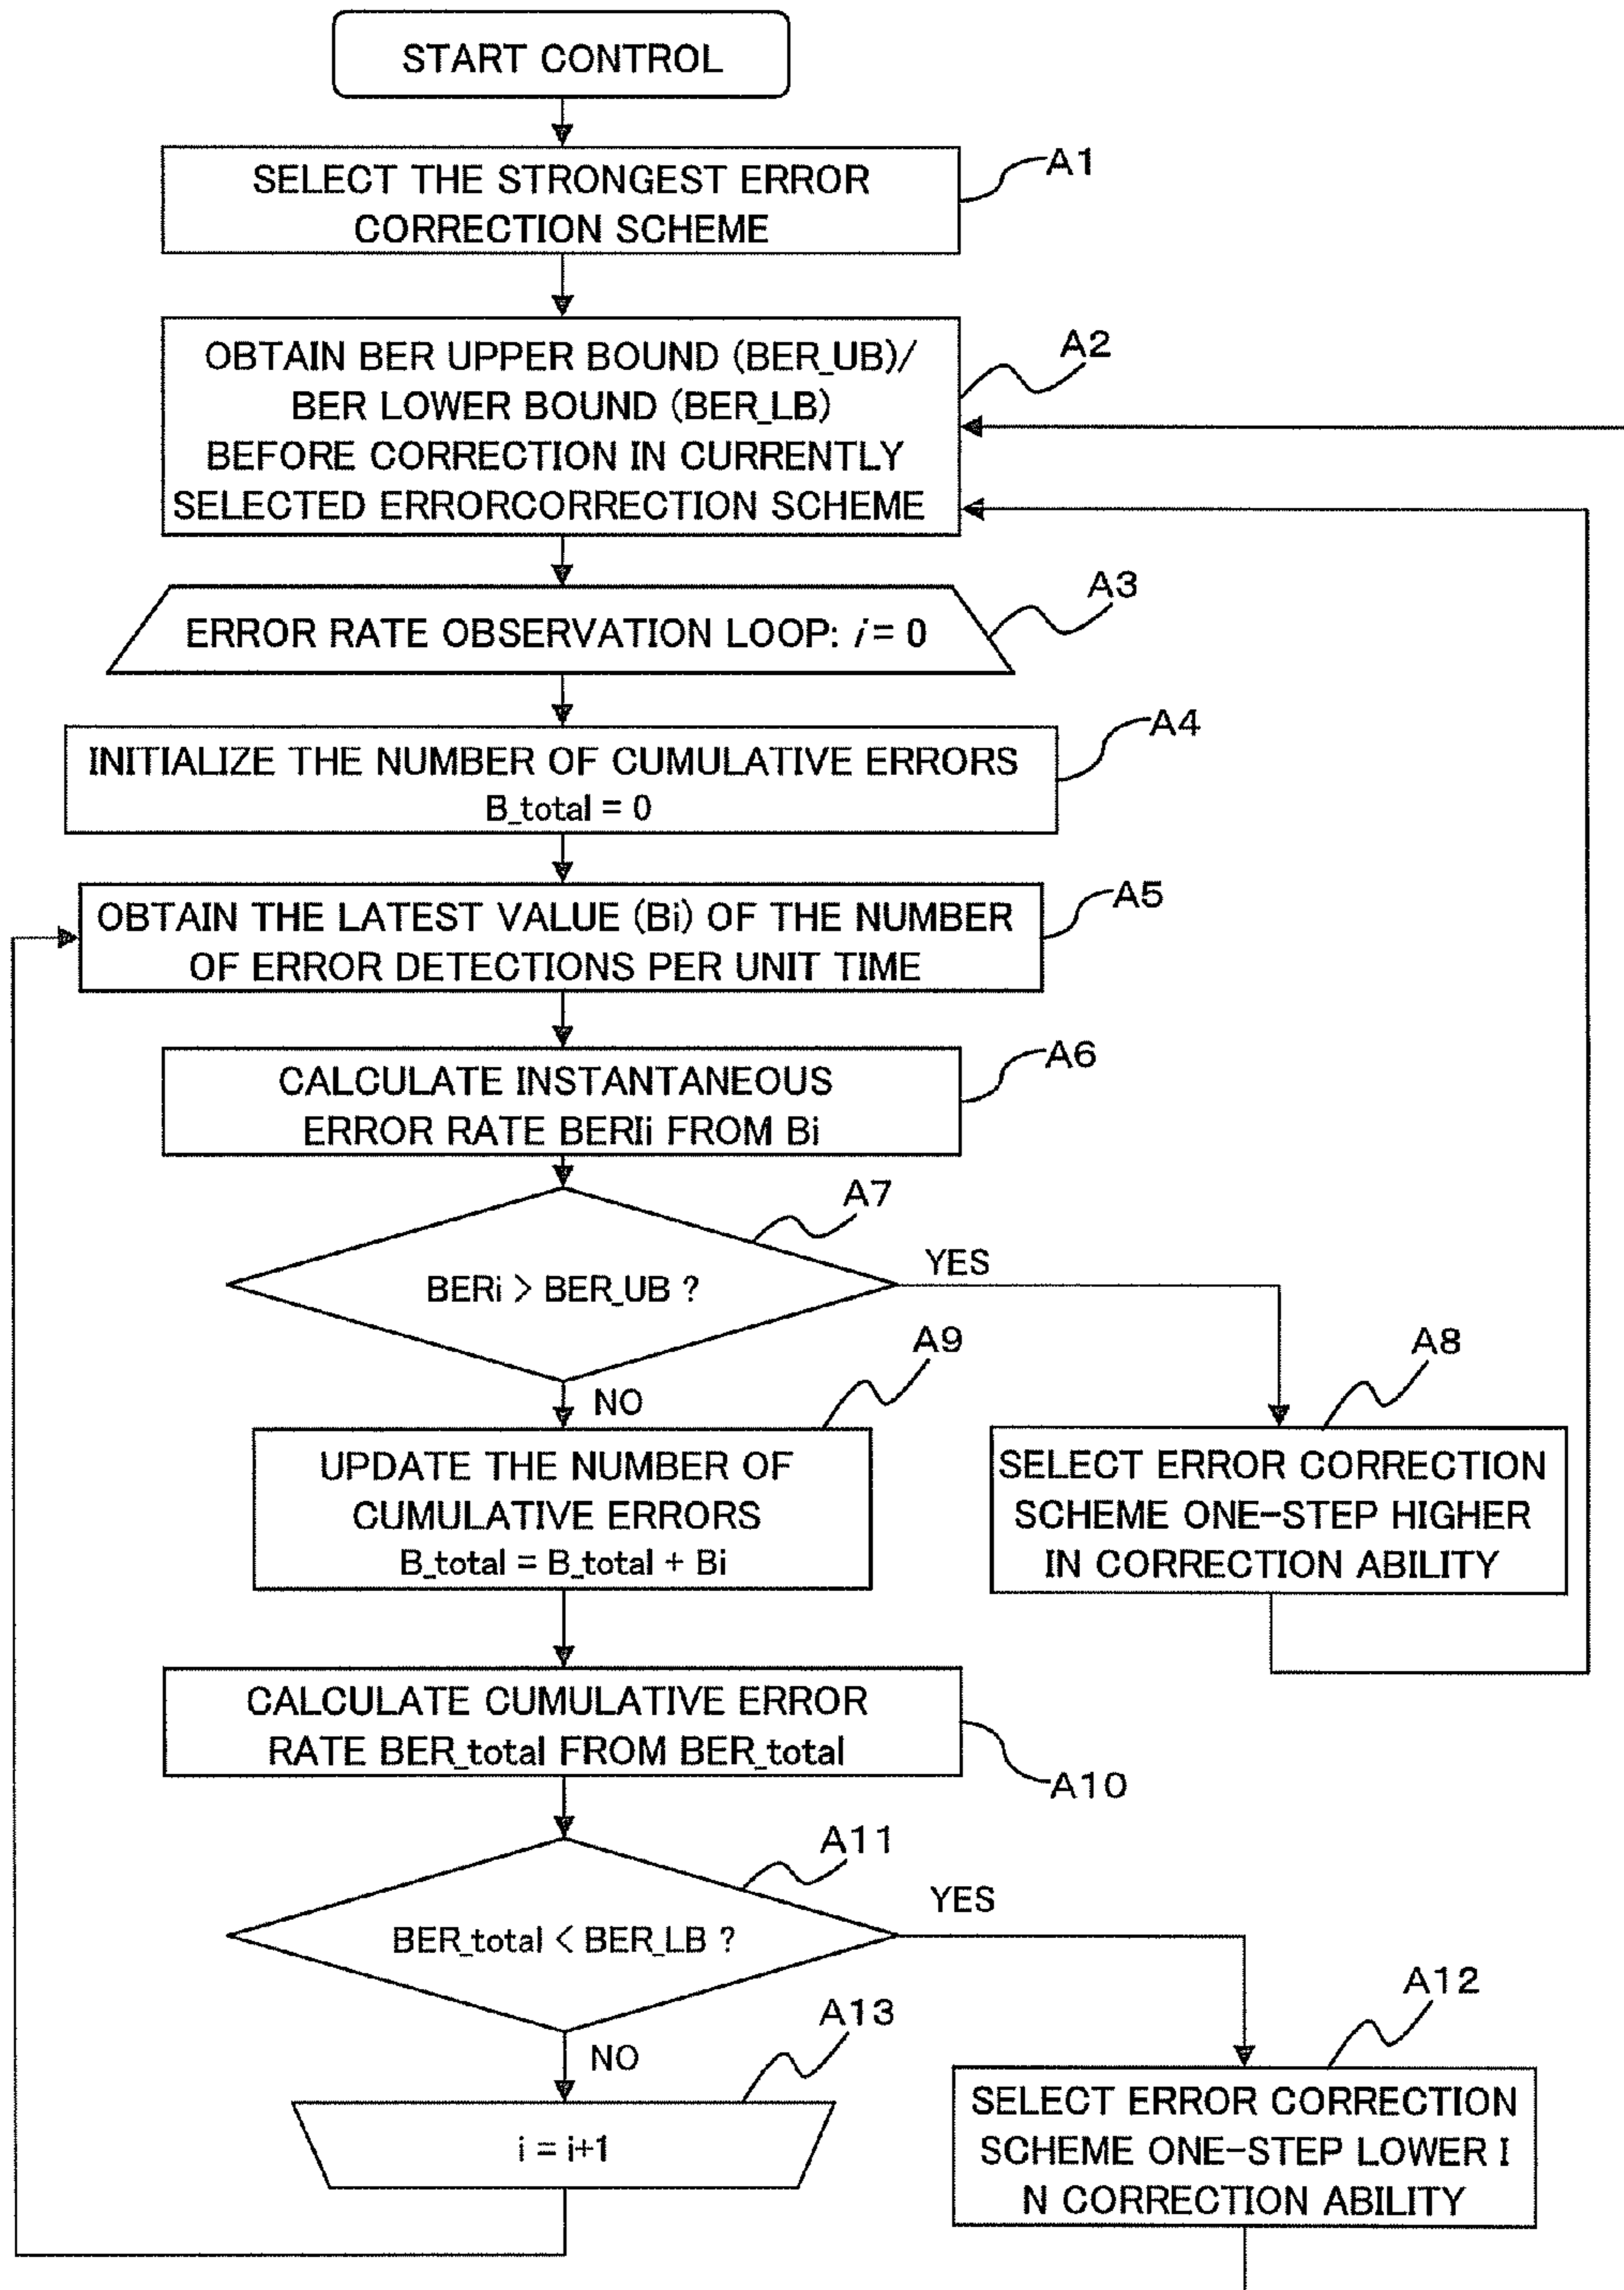 START CONTROL
SELECT THE STRONGEST ERROR
CORRECTION SCHEME
A1
OBTAIN BER UPPER BOUND (BER_UB)/
BER LOWER BOUND (BER_LB)
BEFORE CORRECTION IN CURRENTLY
SELECTED ERRORCORRECTION SCHEME
A2
ERROR RATE OBSERVATION LOOP: i = 0
A3
INITIALIZE THE NUMBER OF CUMULATIVE ERRORS
B_total = 0
A4
OBTAIN THE LATEST VALUE (Bi) OF THE NUMBER
OF ERROR DETECTIONS PER UNIT TIME
A5
CALCULATE INSTANTANEOUS
ERROR RATE BERIi FROM Bi
A6
BERi > BER_UB ?
A7
YES
NO
SELECT ERROR CORRECTION
SCHEME ONE-STEP HIGHER
IN CORRECTION ABILITY
A8
UPDATE THE NUMBER OF
CUMULATIVE ERRORS
B_total = B_total + Bi
A9
CALCULATE CUMULATIVE ERROR
RATE BER_total FROM BER_total
A10
BER_total < BER_LB ?
A11
YES
NO
SELECT ERROR CORRECTION
SCHEME ONE-STEP LOWER I
N CORRECTION ABILITY
A12
i = i+1
A13